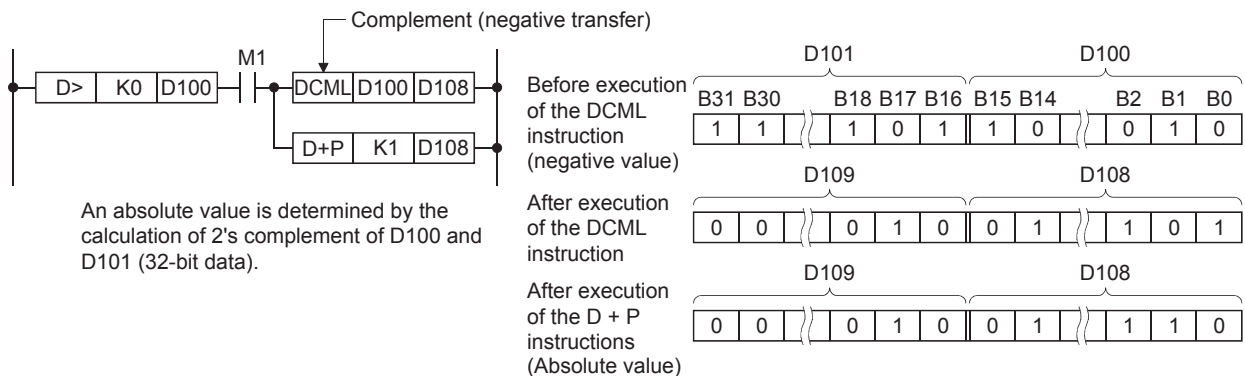 Complement (negative transfer)
M1
D> K0 D100 DCML D100 D108
D+P K1 D108
An absolute value is determined by the
calculation of 2's complement of D100 and
D101 (32-bit data).
D101 D100
Before execution
of the DCML
instruction
(negative value)
B31 B30 B18 B17 B16 B15 B14 B2 B1 B0
1 1 1 0 1 1 0 0 1 0
D109 D108
After execution
of the DCML
instruction
0 0 0 1 0 0 1 1 0 1
D109 D108
After execution
of the D + P
instructions
(Absolute value)
0 0 0 1 0 0 1 1 1 0